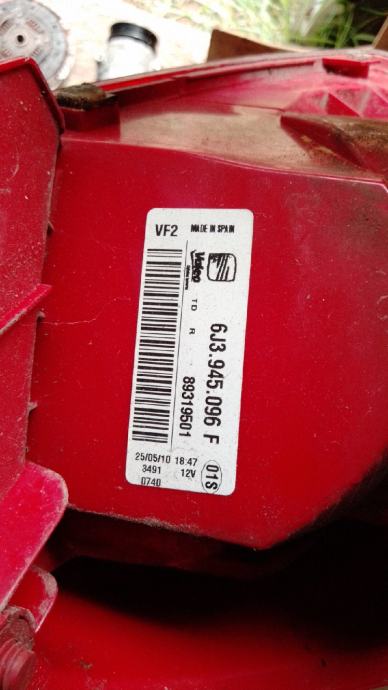 VF2 MADE IN SPAIN
Valeo
TD R
6J3.945.096 F
89319501
25/05/10 18:47
3491 12V
0740
01S